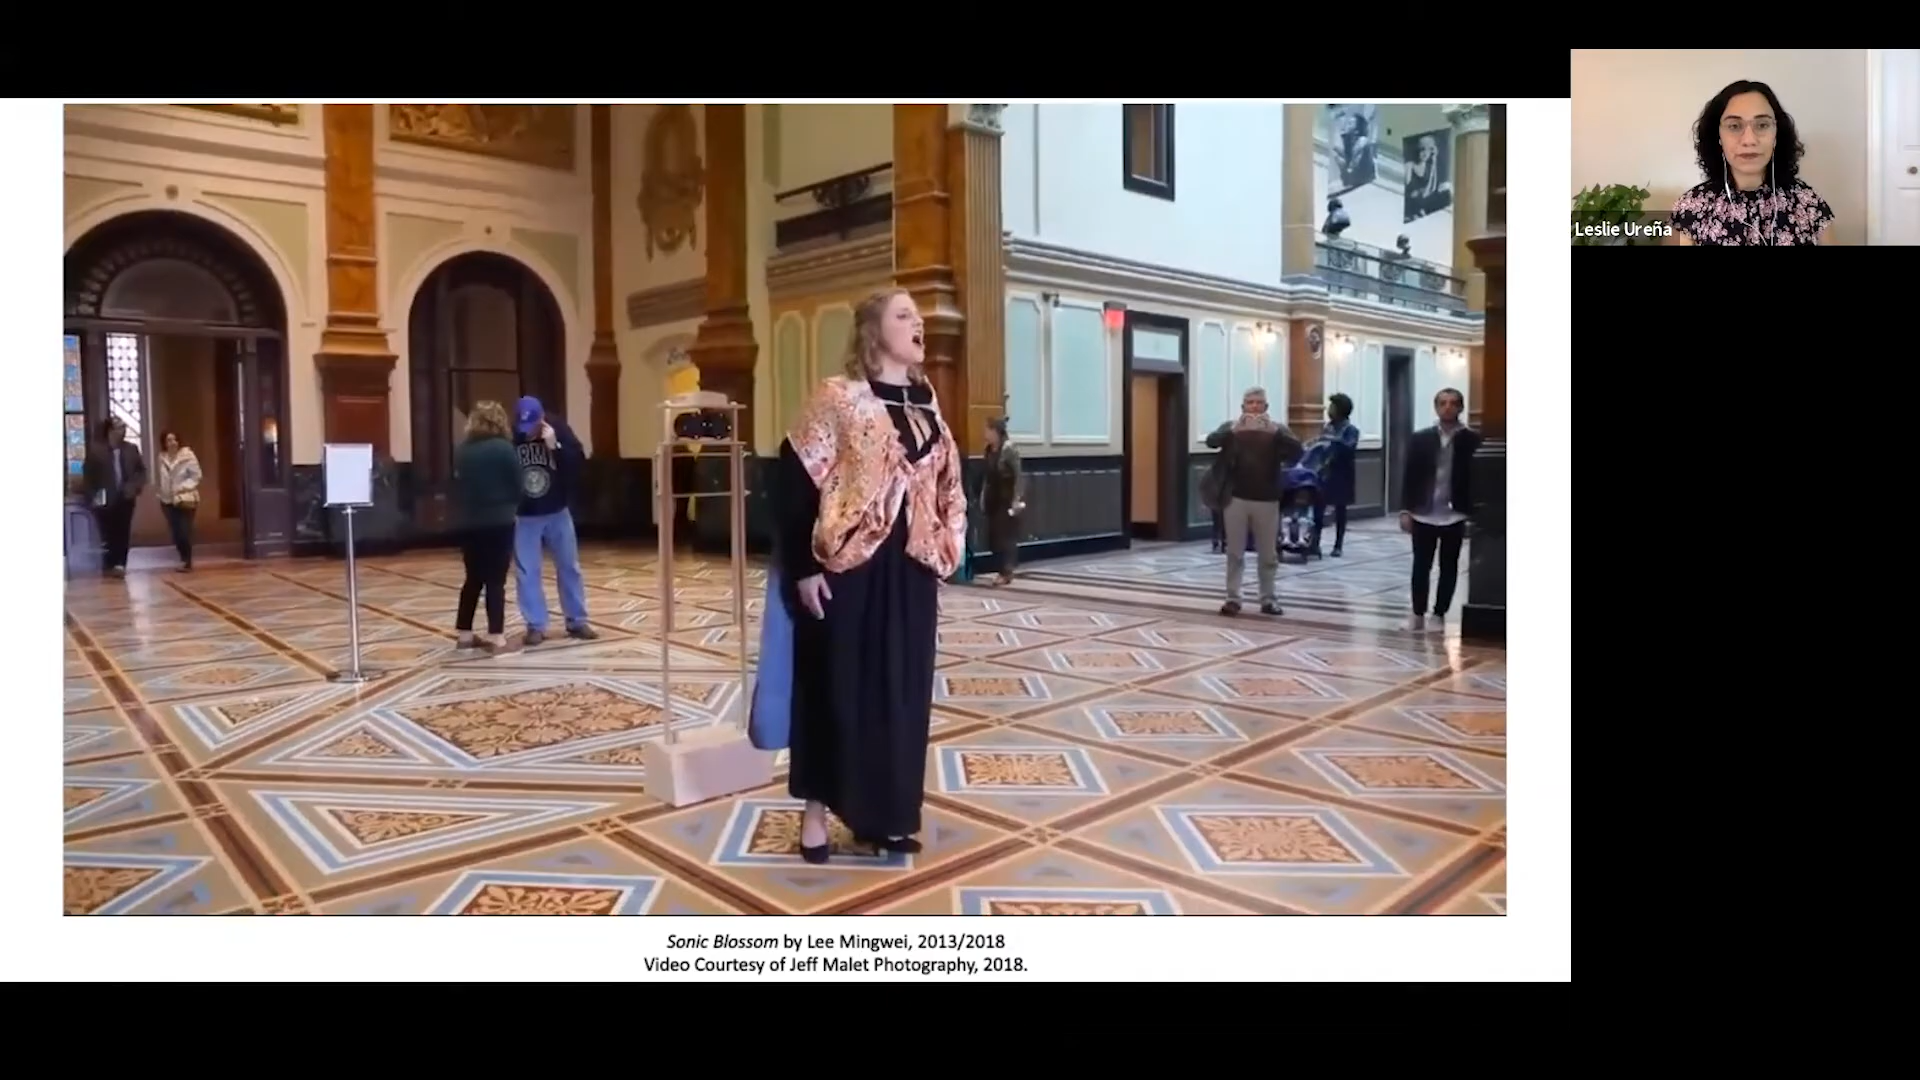 Leslie Ureña
Sonic Blossom by Lee Mingwei, 2013/2018
Video Courtesy of Jeff Malet Photography, 2018.